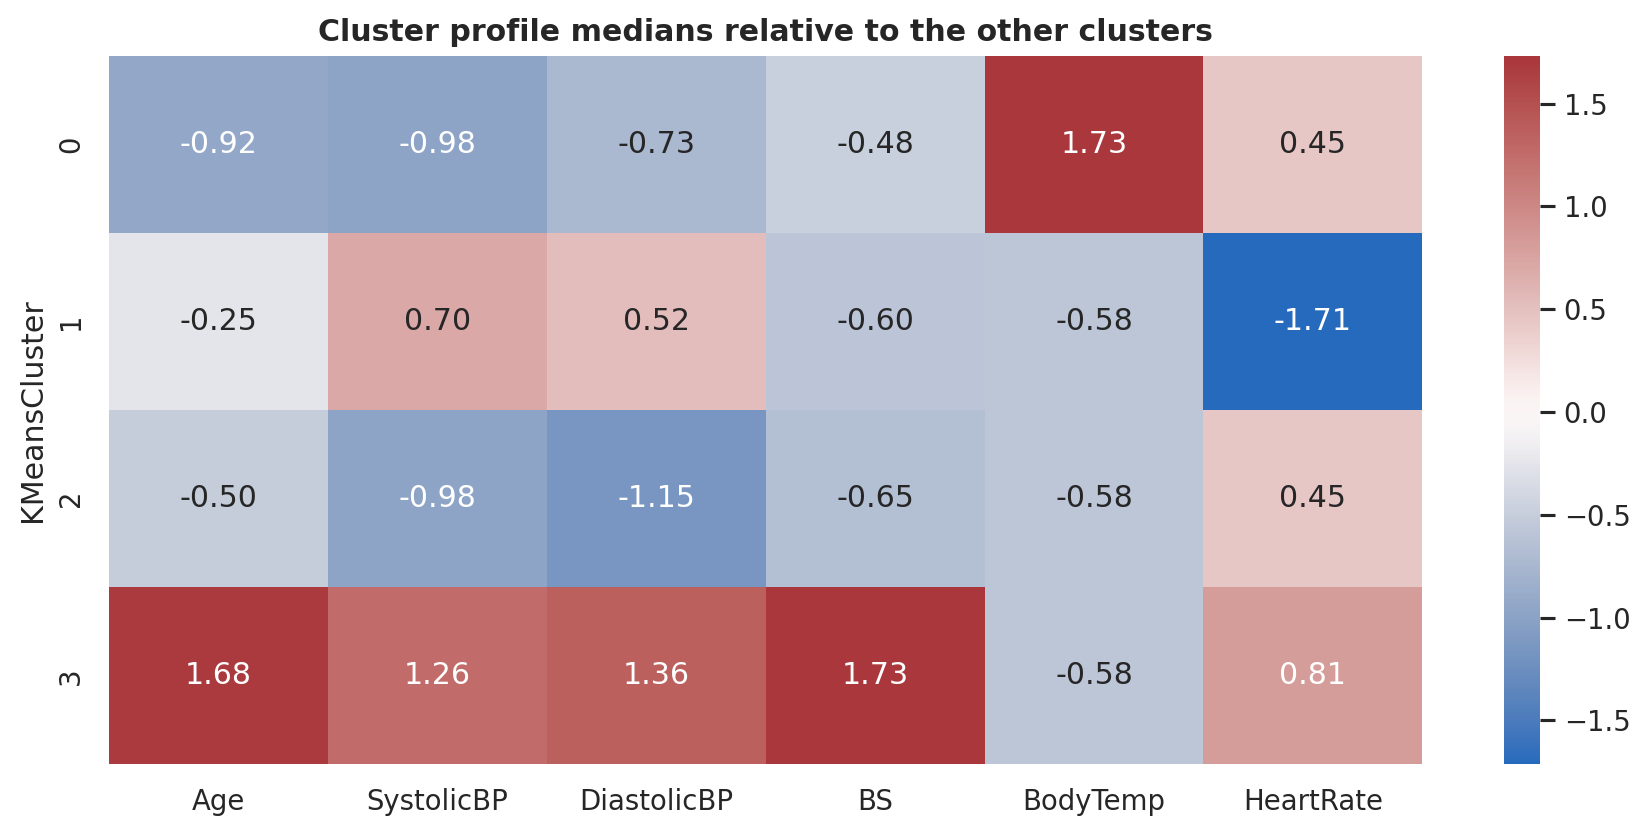 Cluster profile medians relative to the other clusters
KMeansCluster
0
-0.92 -0.98 -0.73 -0.48 1.73 0.45
1
-0.25 0.70 0.52 -0.60 -0.58 -1.71
2
-0.50 -0.98 -1.15 -0.65 -0.58 0.45
3
1.68 1.26 1.36 1.73 -0.58 0.81
Age SystolicBP DiastolicBP BS BodyTemp HeartRate
1.5
1.0
0.5
0.0
−0.5
−1.0
−1.5